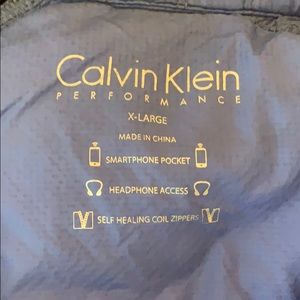 Calvin Klein
PERFORMANCE
X-LARGE
MADE IN CHINA
SMARTPHONE POCKET
HEADPHONE ACCESS
SELF HEALING COIL ZIPPERS